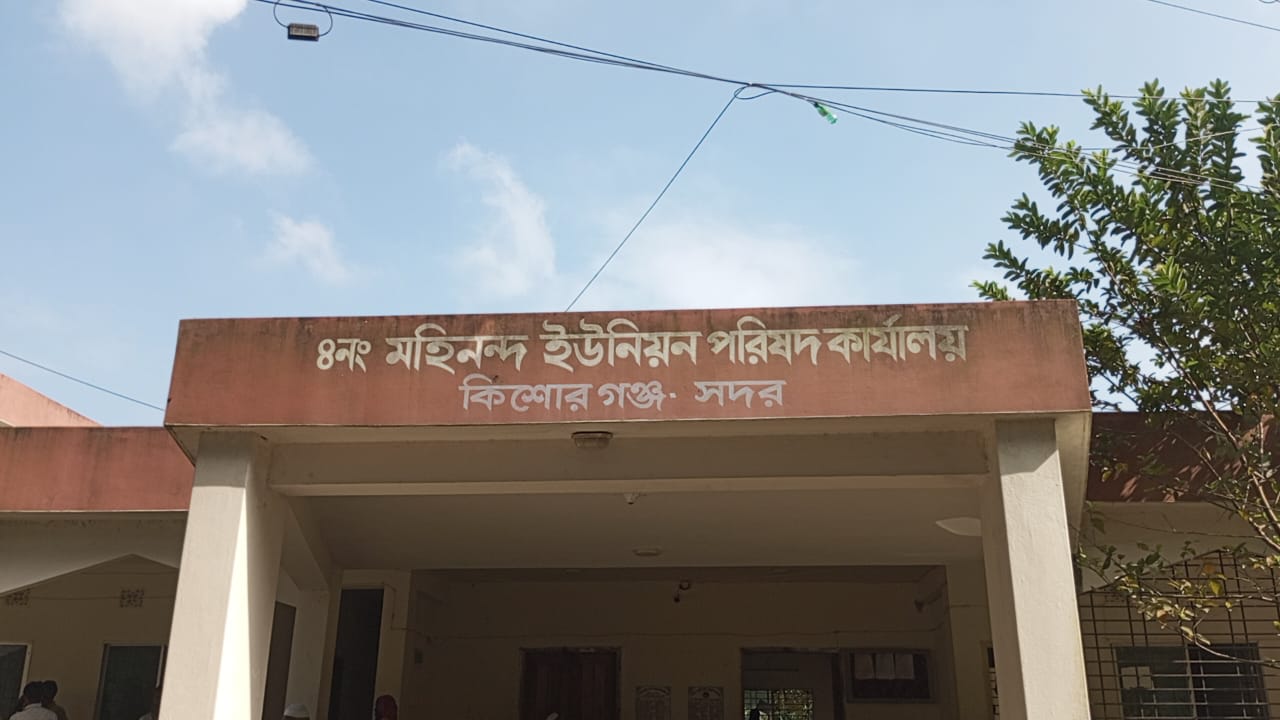 ৪নং মহিনন্দ ইউনিয়ন পরিষদ কার্যালয়
কিশোর গঞ্জ· সদর